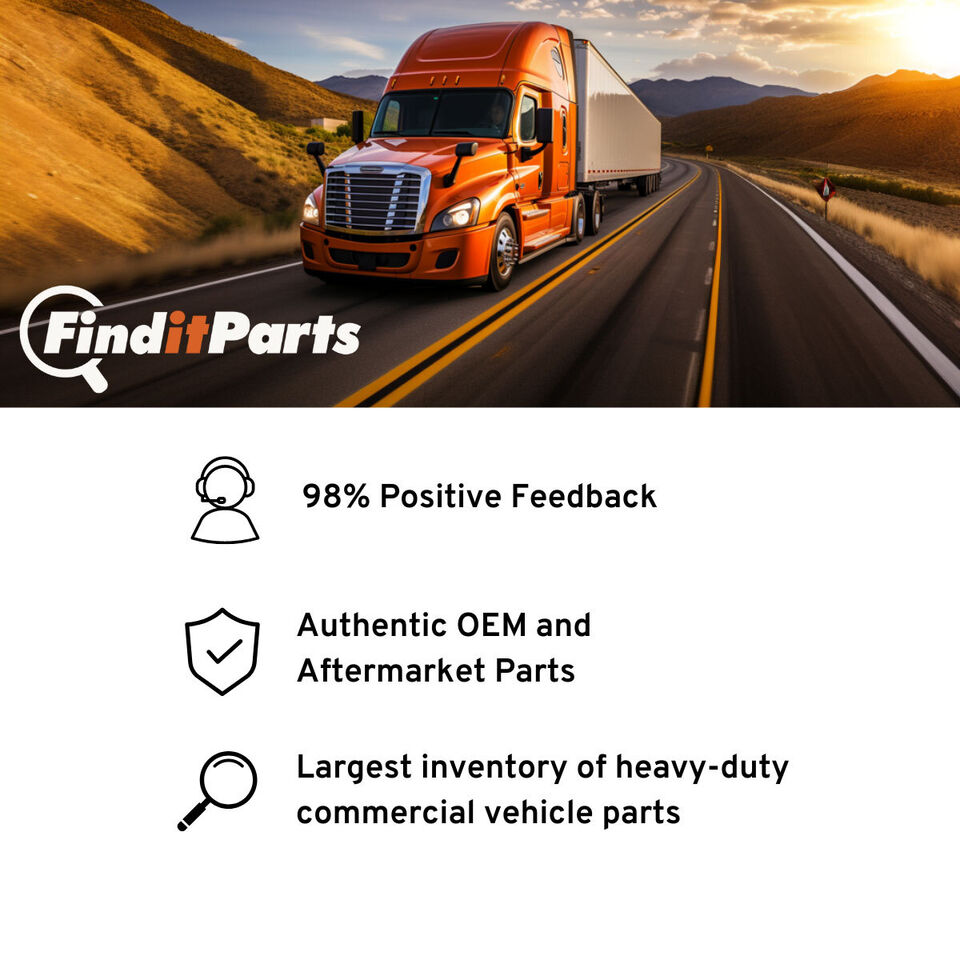 FinditParts
98% Positive Feedback
Authentic OEM and
Aftermarket Parts
Largest inventory of heavy-duty
commercial vehicle parts